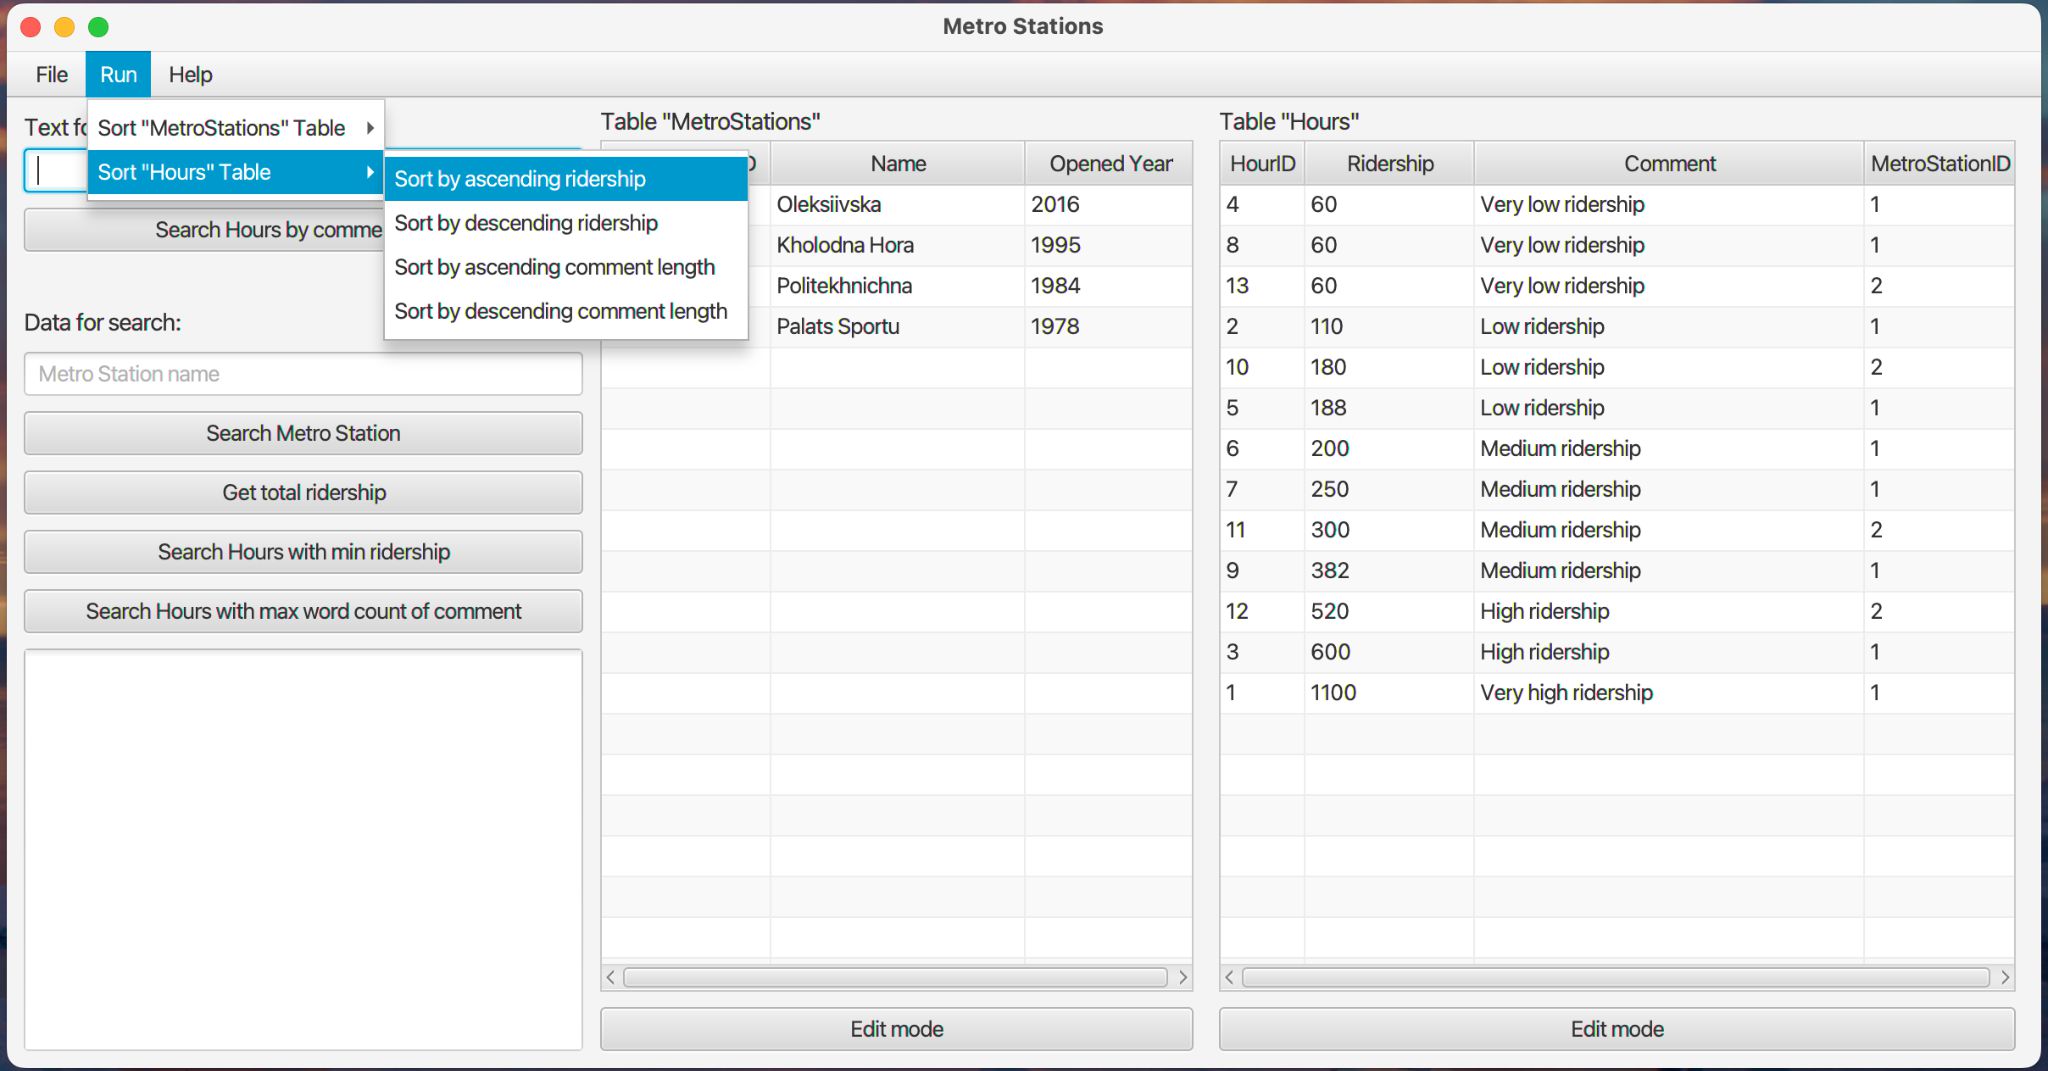 Metro Stations
File Run Help
Text
Sort "MetroStations" Table
Sort "Hours" Table
Sort by ascending ridership
Sort by descending ridership
Sort by ascending comment length
Sort by descending comment length
Search Hours by
Data for search:
Metro Station name
Search Metro Station
Get total ridership
Search Hours with min ridership
Search Hours with max word count of comment
Table "MetroStations"
Name Opened Year
Oleksiivska 2016
Kholodna Hora 1995
Politekhnichna 1984
Palats Sportu 1978
Edit mode
Table "Hours"
HourID Ridership Comment MetroStationID
4 60 Very low ridership 1
8 60 Very low ridership 1
13 60 Very low ridership 2
2 110 Low ridership 1
10 180 Low ridership 2
5 188 Low ridership 1
6 200 Medium ridership 1
7 250 Medium ridership 1
11 300 Medium ridership 2
9 382 Medium ridership 1
12 520 High ridership 2
3 600 High ridership 1
1 1100 Very high ridership 1
Edit mode